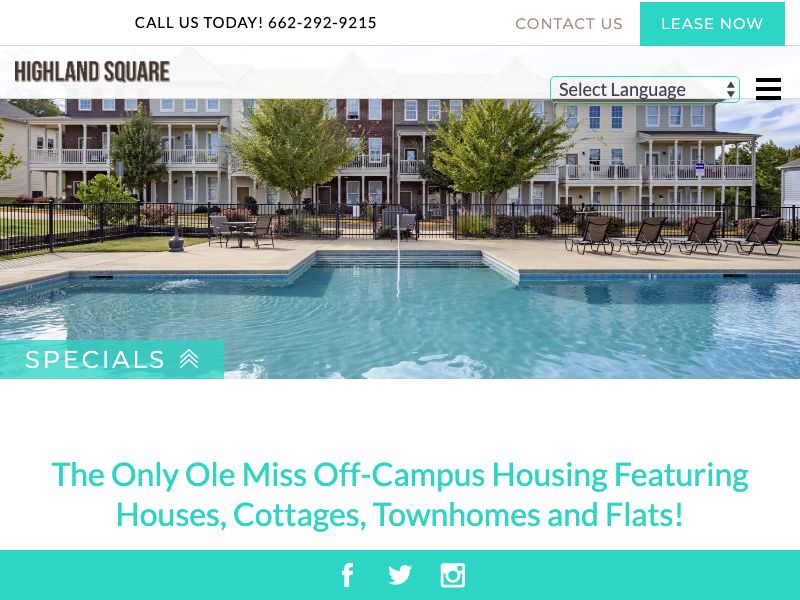 CALL US TODAY! 662-292-9215
CONTACT US
LEASE NOW
HIGHLAND SQUARE
Select Language
SPECIALS
The Only Ole Miss Off-Campus Housing Featuring
Houses, Cottages, Townhomes and Flats!